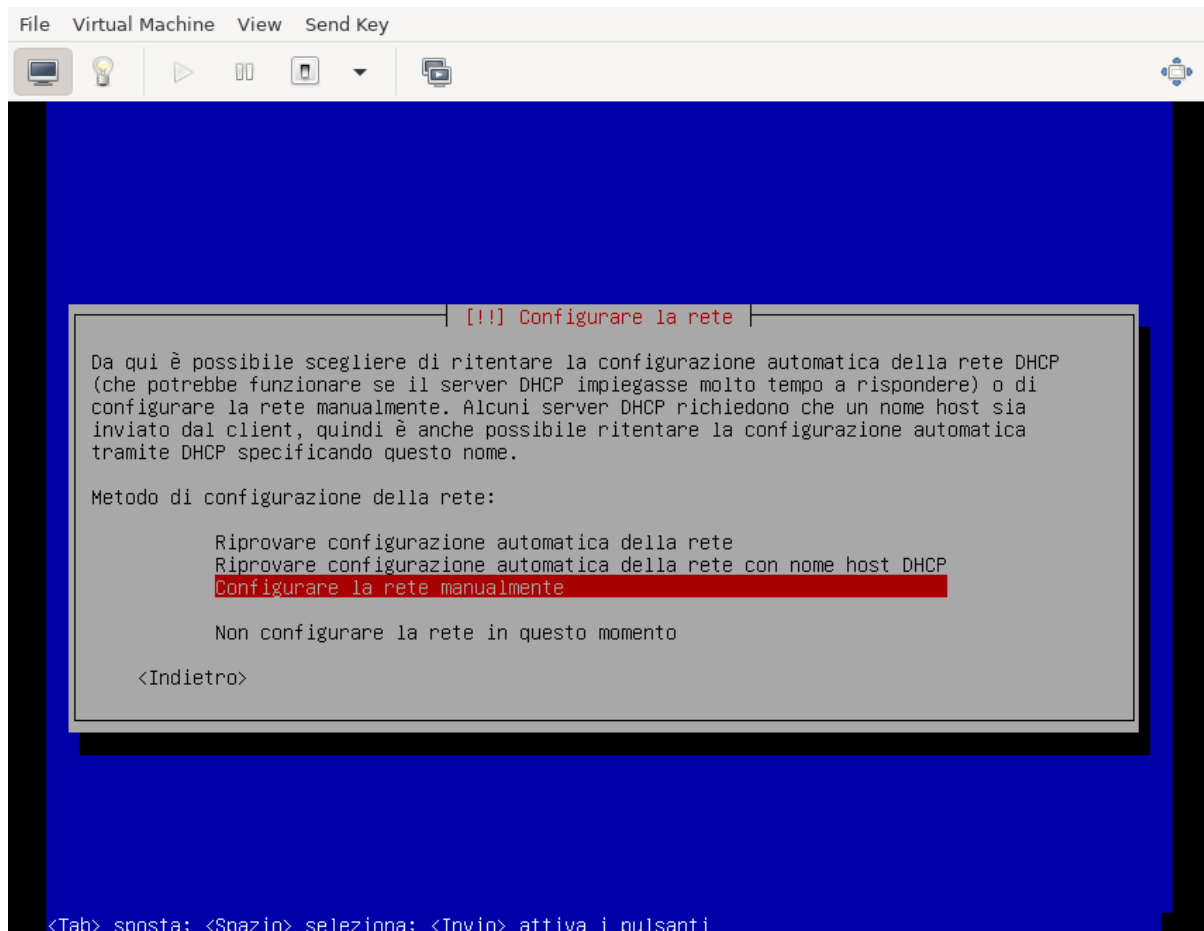 File Virtual Machine View Send Key
[!!] Configurare la rete
Da qui è possibile scegliere di ritentare la configurazione automatica della rete DHCP
(che potrebbe funzionare se il server DHCP impiegasse molto tempo a rispondere) o di
configurare la rete manualmente. Alcuni server DHCP richiedono che un nome host sia
inviato dal client, quindi è anche possibile ritentare la configurazione automatica
tramite DHCP specificando questo nome.
Metodo di configurazione della rete:
Riprovare configurazione automatica della rete
Riprovare configurazione automatica della rete con nome host DHCP
Configurare la rete manualmente
Non configurare la rete in questo momento
<Indietro>
<Tab> sposta; <Spazio> seleziona; <Invio> attiva i pulsanti